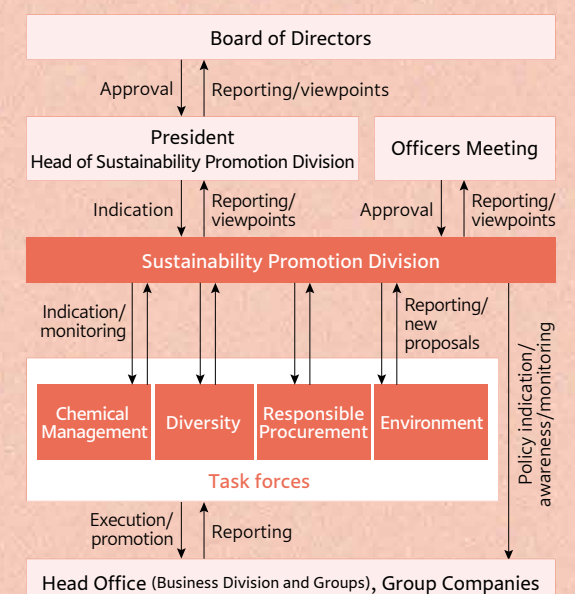 Board of Directors
Approval
Reporting/viewpoints
President
Head of Sustainability Promotion Division
Officers Meeting
Indication
Reporting/
viewpoints
Approval
Reporting/
viewpoints
Sustainability Promotion Division
Indication/
monitoring
Reporting/
new
proposals
Policy indication/
awareness/monitoring
Chemical
Management
Diversity
Responsible
Procurement
Environment
Task forces
Execution/
promotion
Reporting
Head Office (Business Division and Groups), Group Companies